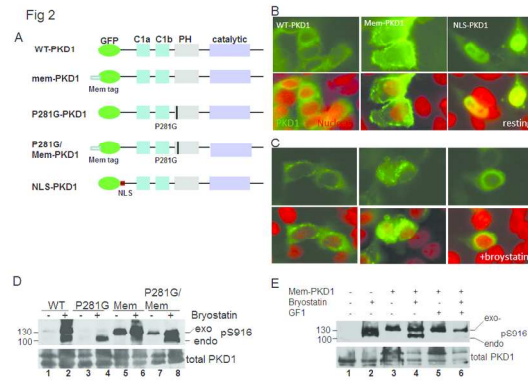 Fig 2
A
GFP C1a C1b PH catalytic
WT-PKD1
mem-PKD1
Mem tag
P281G-PKD1
P281G
P281G/
Mem-PKD1
Mem tag
P281G
NLS-PKD1
NLS
B
WT-PKD1 Mem-PKD1 NLS-PKD1
PKD1 restin
C
+broystatin
D
WT P281G Mem P281G/
Mem
Bryostatin
- + - + - + - +
130
100
exo
endo
pS916
total PKD1
1 2 3 4 5 6 7 8
E
Mem-PKD1 - - + + + +
Bryostatin - + - + - +
GF1 - - - - + +
130
100
exo-
pS916
endo-
total PKD1
1 2 3 4 5 6